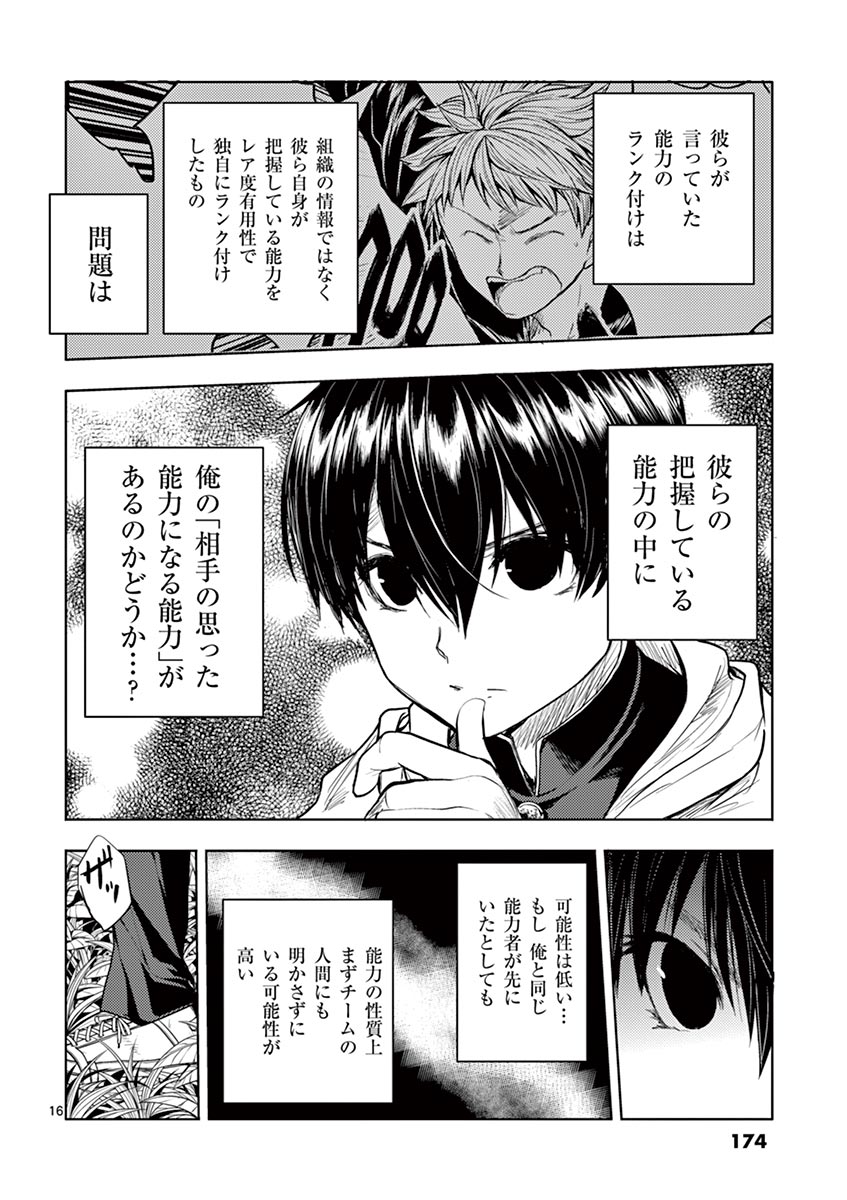 彼らが
言っていた
能力の
ランク付けは
組織の情報ではなく
彼ら自身が
把握している能力を
レア度有用性で
独自にランク付け
したもの
問題は
彼らの
把握している
能力の中に
俺の「相手の思った
能力になる能力」が
あるのかどうか…?
可能性は低い…
もし 俺と同じ
能力者が先に
いたとしても
能力の性質上
まずチームの
人間にも
明かさずに
いる可能性が
高い
ザッ
16
174